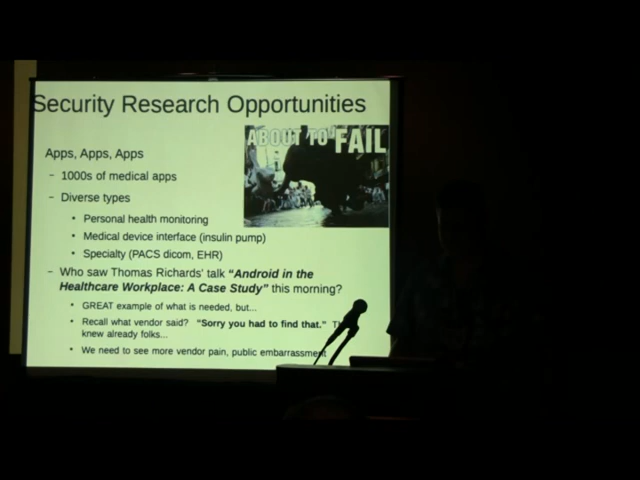 Security Research Opportunities
ABOUT TO FAIL
Apps, Apps, Apps
– 1000s of medical apps
– Diverse types
• Personal health monitoring
• Medical device interface (insulin pump)
• Specialty (PACS dicom, EHR)
– Who saw Thomas Richards' talk "Android in the
Healthcare Workplace: A Case Study" this morning?
• GREAT example of what is needed, but...
• Recall what vendor said? "Sorry you had to find that."
knew already folks...
• We need to see more vendor pain, public embarrassment